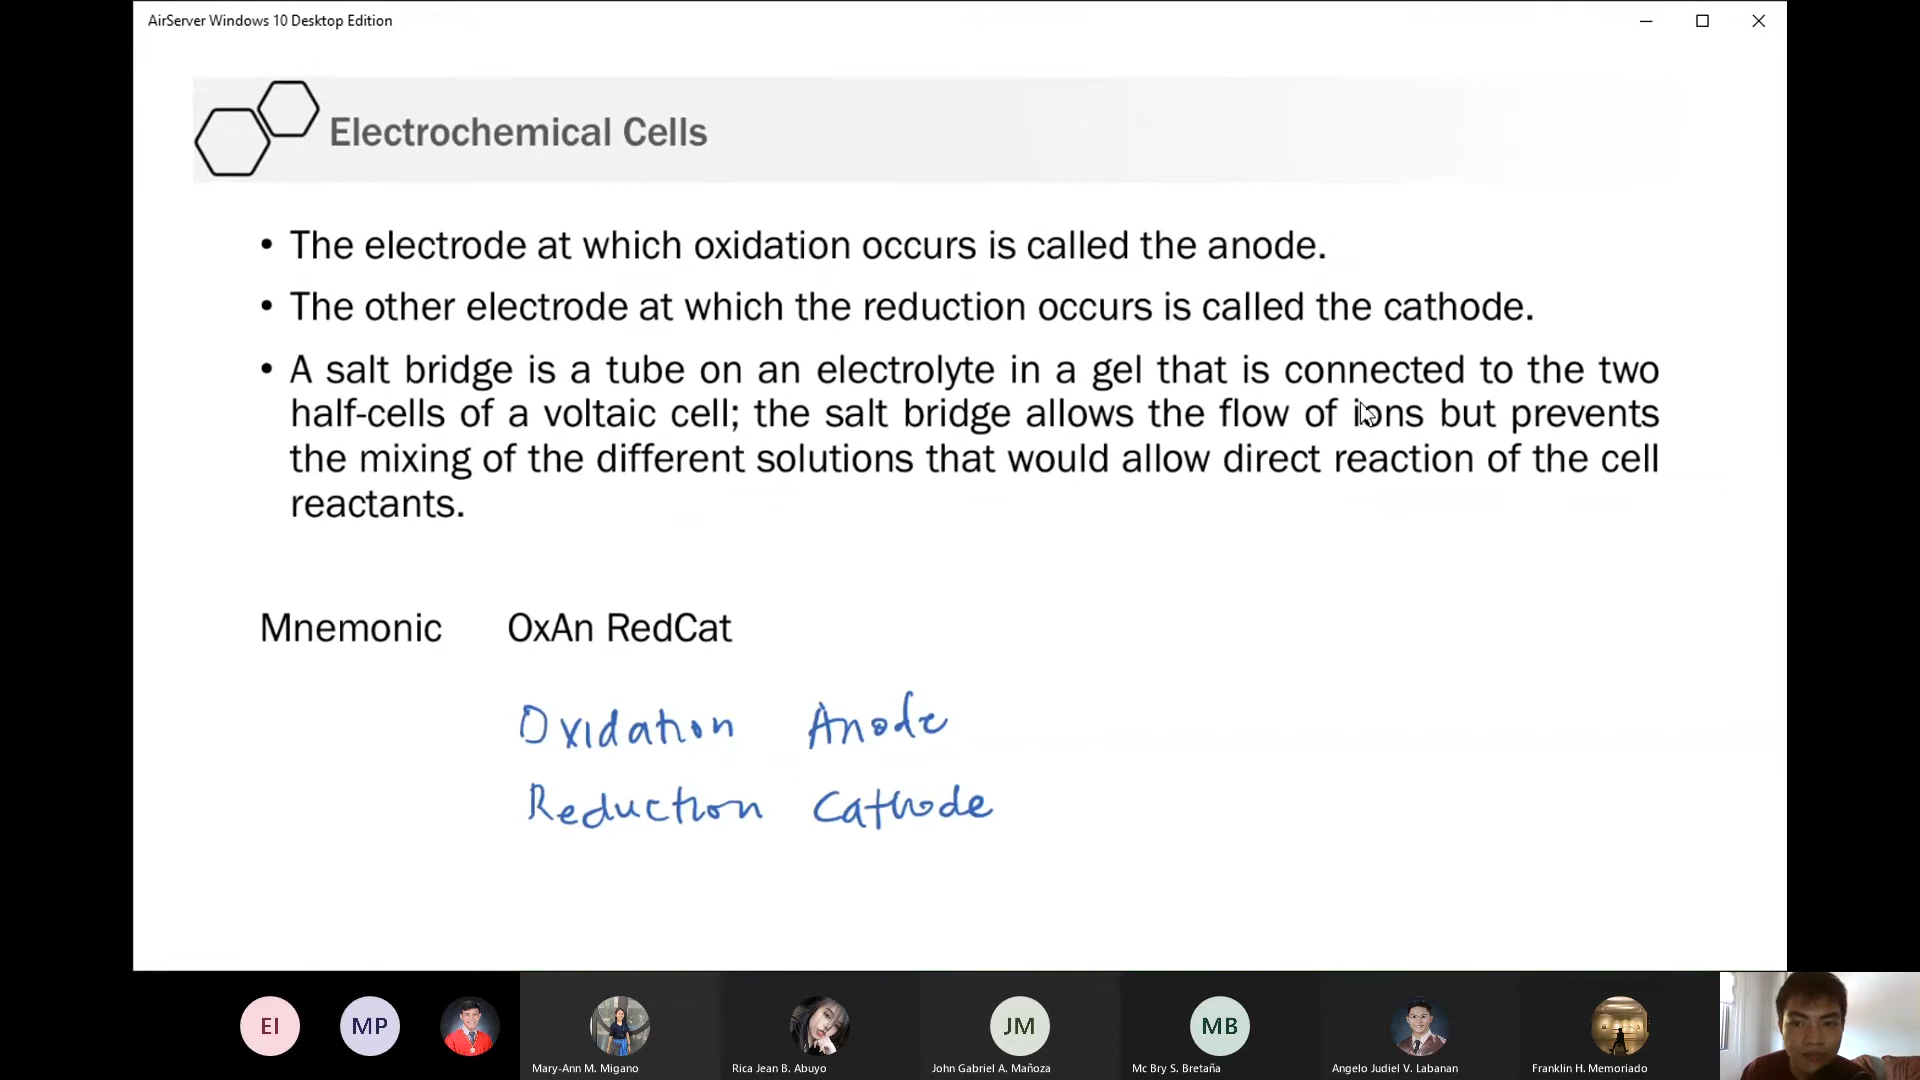 AirServer Windows 10 Desktop Edition
Electrochemical Cells
• The electrode at which oxidation occurs is called the anode.
• The other electrode at which the reduction occurs is called the cathode.
• A salt bridge is a tube on an electrolyte in a gel that is connected to the two
half-cells of a voltaic cell; the salt bridge allows the flow of ions but prevents
the mixing of the different solutions that would allow direct reaction of the cell
reactants.
Mnemonic OxAn RedCat
Oxidation Anode
Reduction Cathode
EI MP JM MB
Mary-Ann M. Migano Rica Jean B. Abuyo John Gabriel A. Mañoza Mc Bry S. Bretaña Angelo Judiel V. Labanan Franklin H. Memoriado